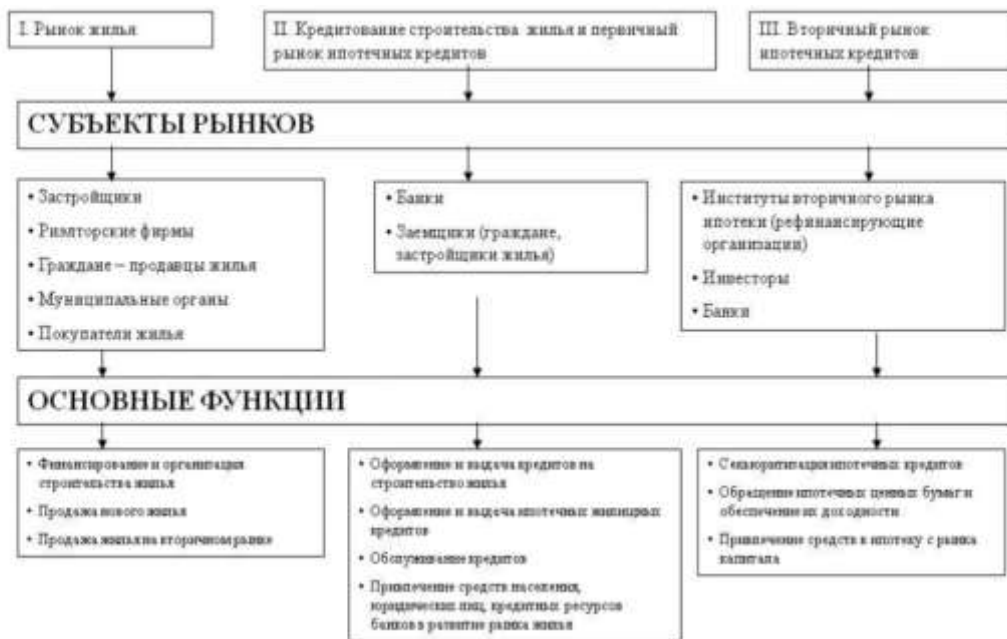 I. Рынок жилья
II. Кредитование строительства жилья и первичный
рынок ипотечных кредитов
III. Вторичный рынок
ипотечных кредитов
СУБЪЕКТЫ РЫНКОВ
• Застройщики
• Риэлторские фирмы
• Граждане – продавцы жилья
• Муниципальные органы
• Покупатели жилья
• Банки
• Заемщики (граждане,
застройщики жилья)
• Институты вторичного рынка
ипотеки (рефинансирующие
организации)
• Инвесторы
• Банки
ОСНОВНЫЕ ФУНКЦИИ
• Финансирование и организация
строительства жилья
• Продажа нового жилья
• Продажа жилья на вторичном рынке
• Оформление и выдача кредитов на
строительство жилья
• Оформление и выдача ипотечных жилищных
кредитов
• Обслуживание кредитов
• Привлечение средств населения,
юридических лиц, кредитных ресурсов
банков в развитие рынка жилья
• Секьюритизация ипотечных кредитов
• Обращение ипотечных ценных бумаг и
обеспечение их доходности
• Привлечение средств в ипотеку с рынка
капитала